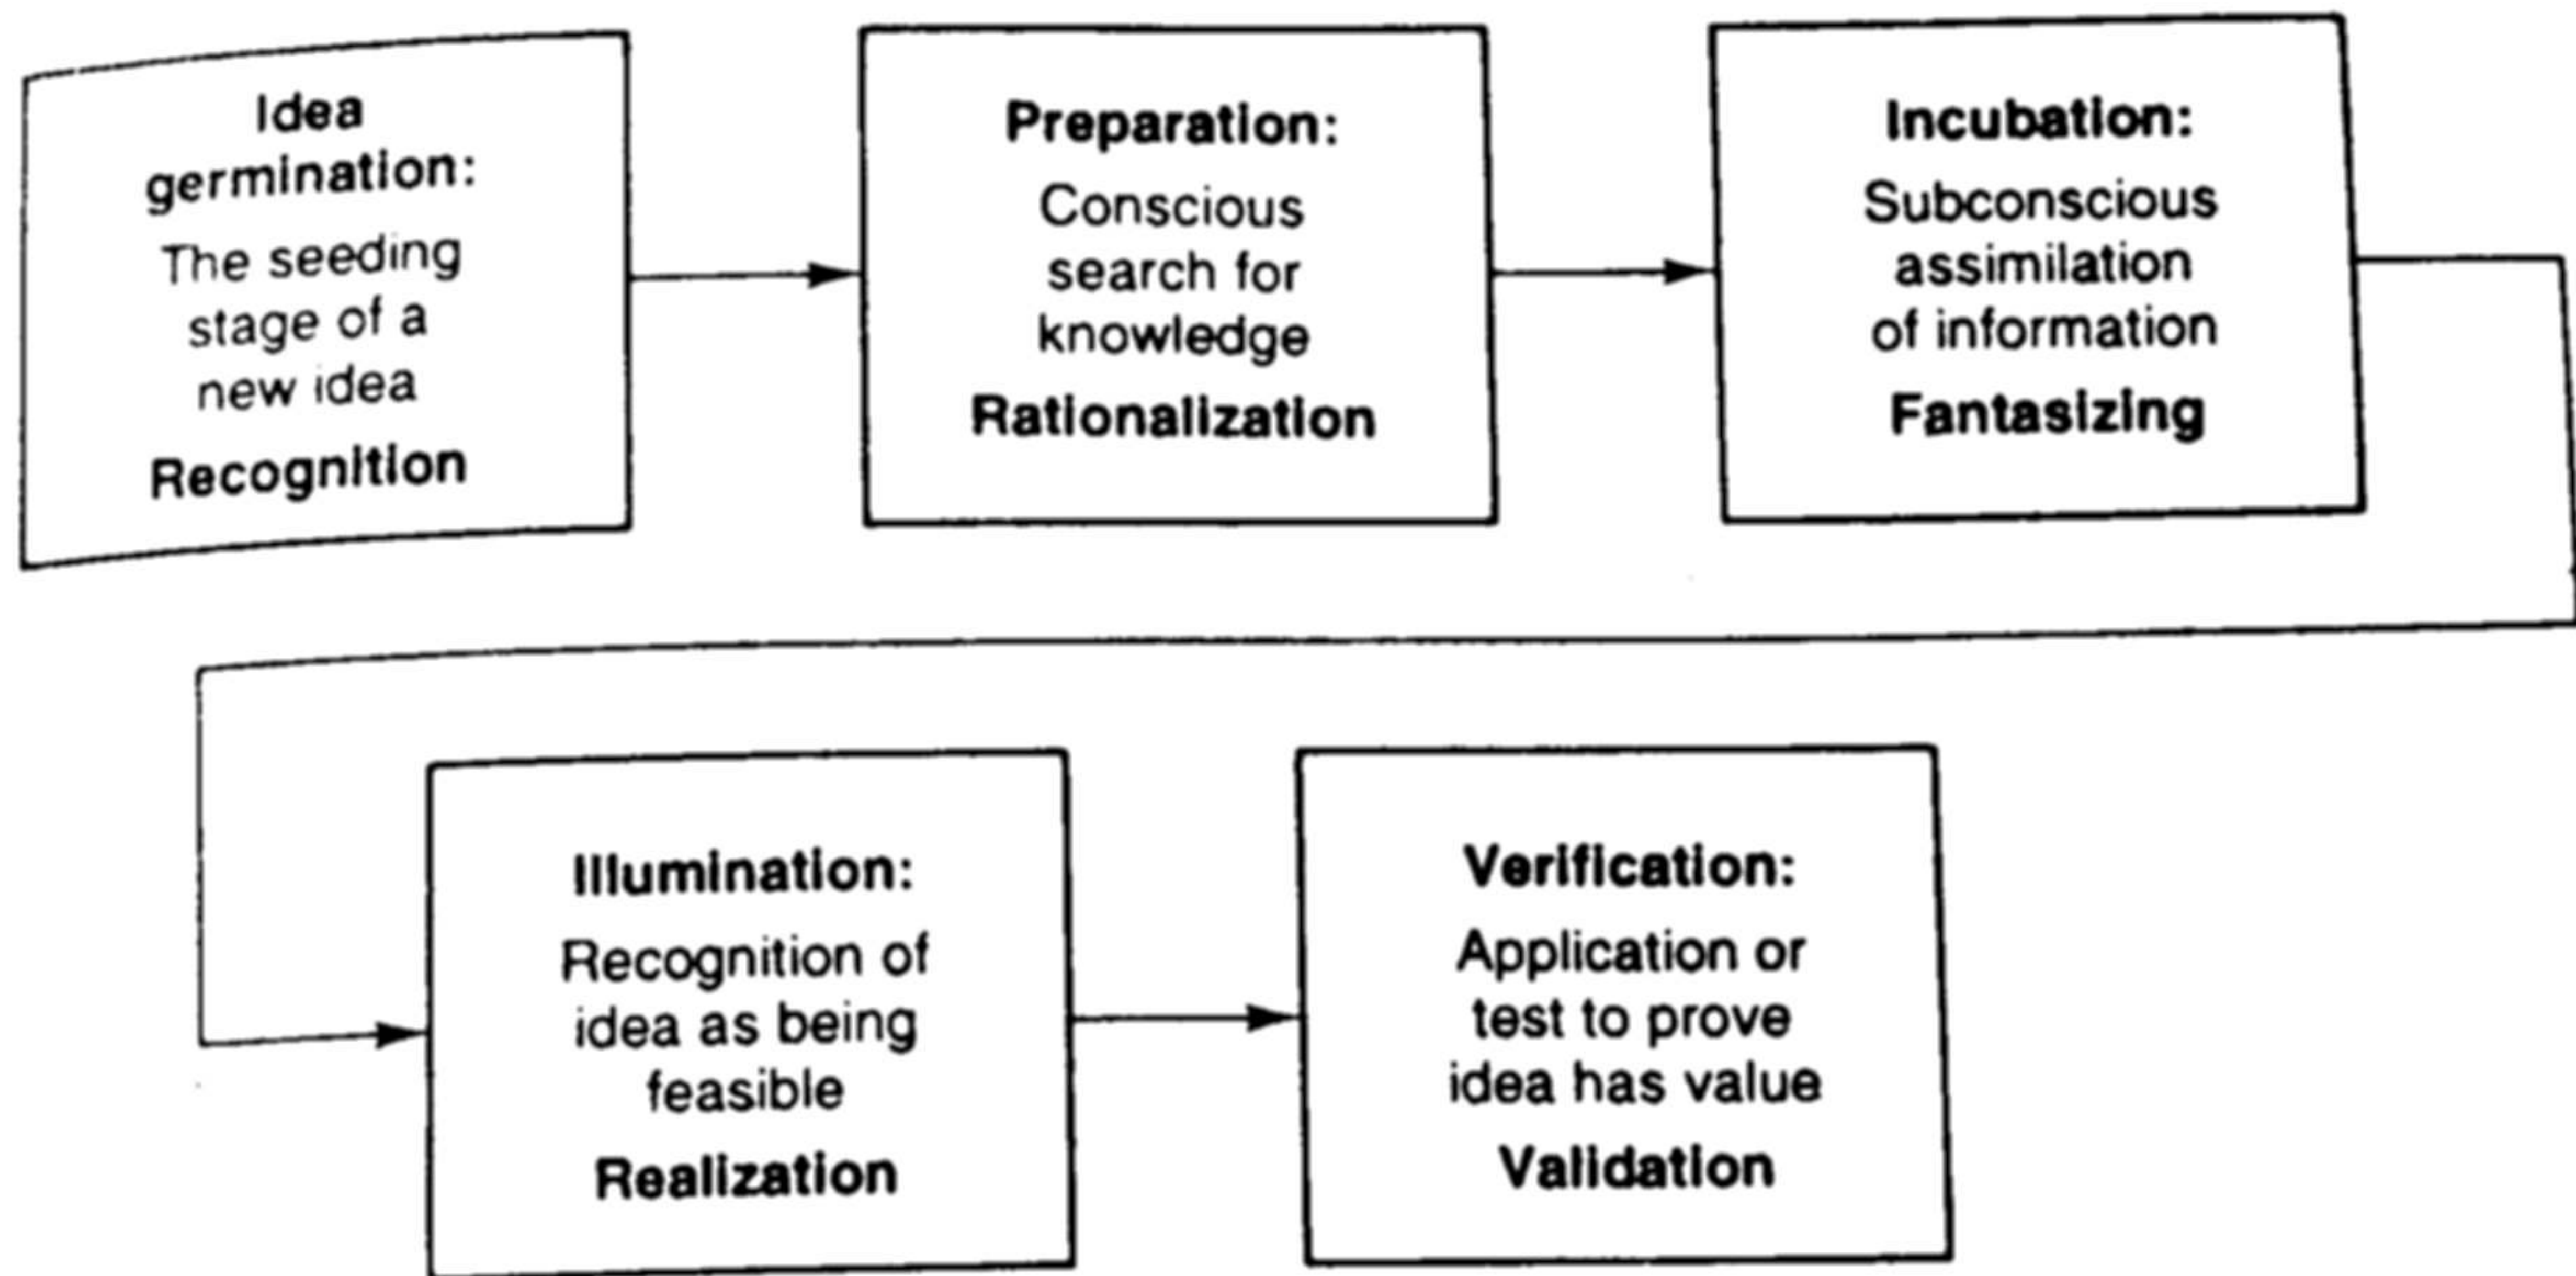 Idea
germination:
The seeding
stage of a
new idea
Recognition
Preparation:
Conscious
search for
knowledge
Rationalization
Incubation:
Subconscious
assimilation
of information
Fantasizing
Illumination:
Recognition of
idea as being
feasible
Realization
Verification:
Application or
test to prove
idea has value
Validation